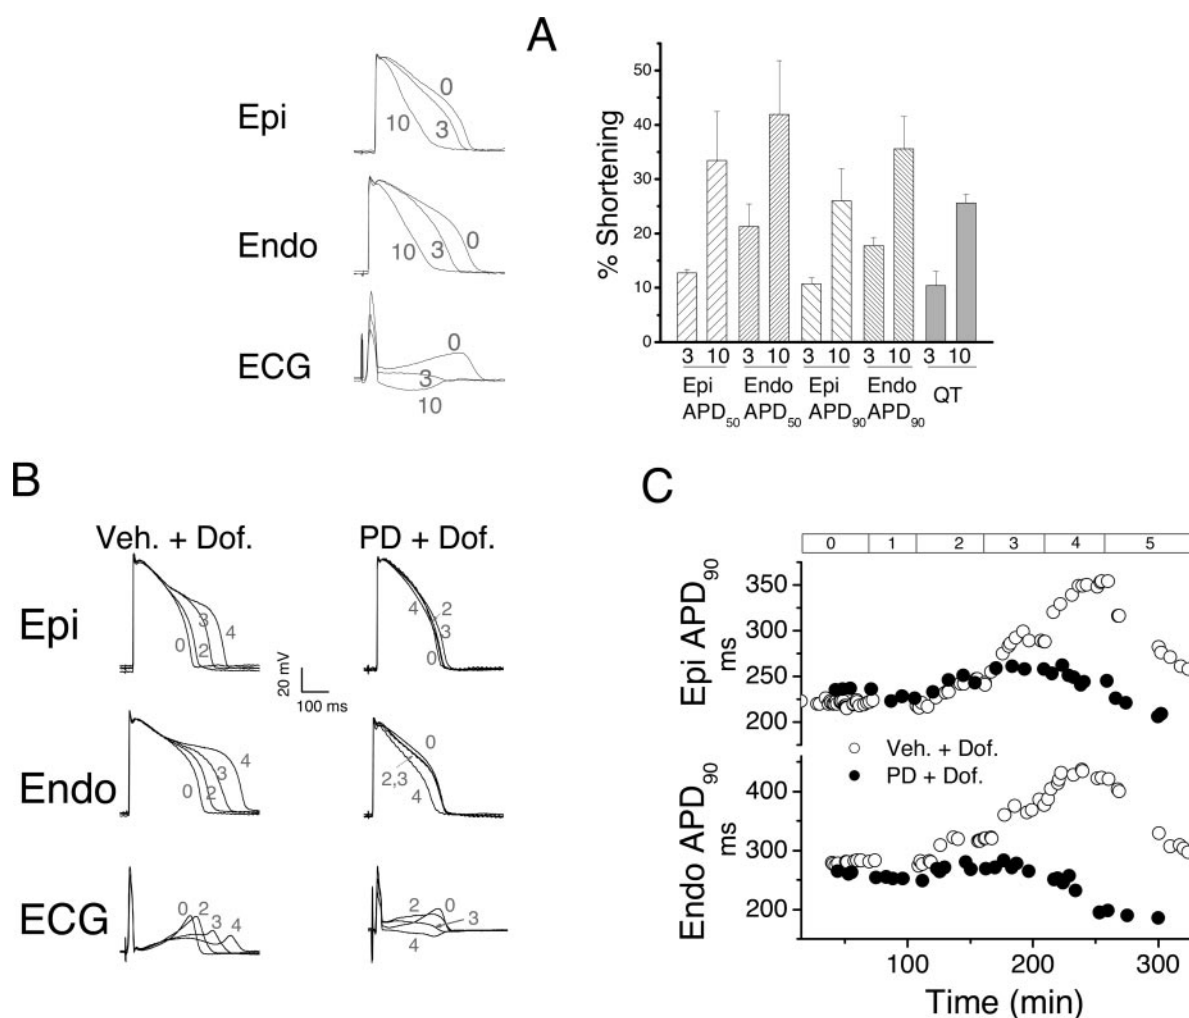 A
Epi
0
10
3
Endo
0
10
3
ECG
0
3
10
% Shortening
50
40
30
20
10
0
3 10 3 10 3 10 3 10 3 10
Epi Endo Epi Endo QT
APD50 APD50 APD90 APD90
B
Veh. + Dof. PD + Dof.
Epi
3
4
0
2
4
2
3
0
20 mV
100 ms
Endo
4
3
0
2
0
2,3
4
ECG
0
2
3
4
2
0
3
4
C
0 1 2 3 4 5
Epi APD90
ms
350
300
250
200
Veh. + Dof.
PD + Dof.
Endo APD90
ms
400
300
200
100 200 300
Time (min)